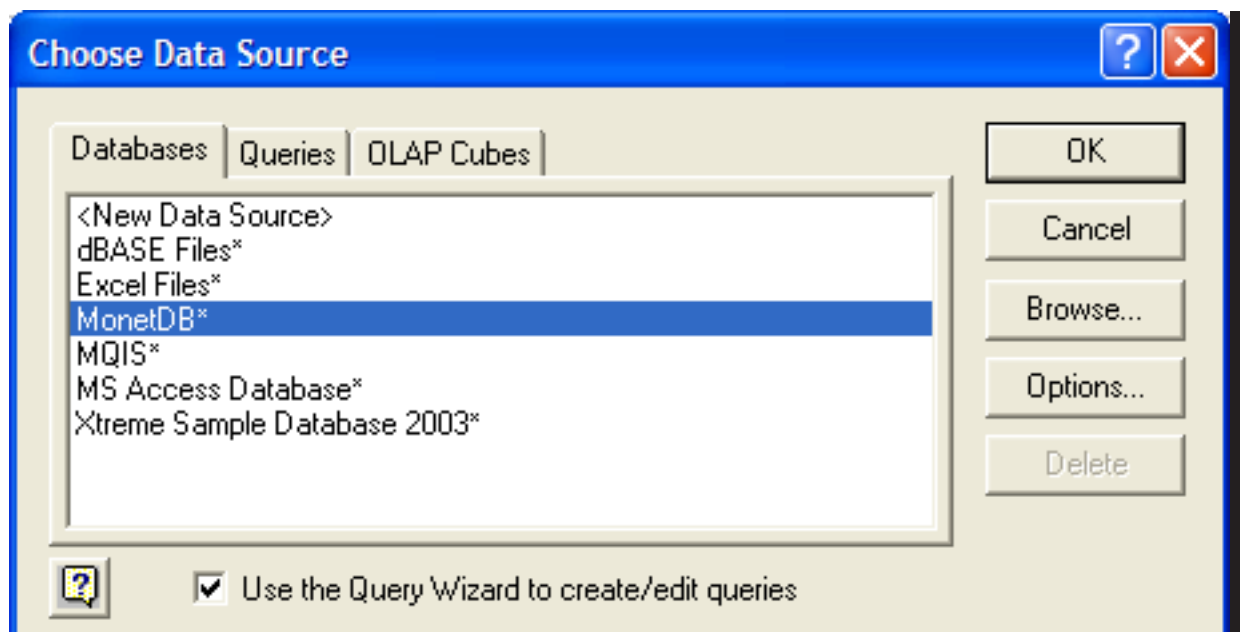 Choose Data Source
Databases Queries OLAP Cubes
<New Data Source>
dBASE Files*
Excel Files*
MonetDB*
MQIS*
MS Access Database*
Xtreme Sample Database 2003*
OK
Cancel
Browse...
Options...
Delete
Use the Query Wizard to create/edit queries